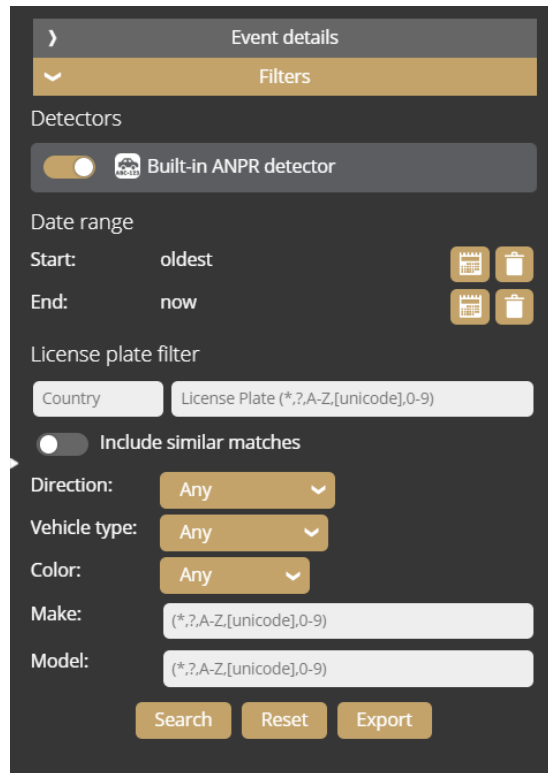 Event details
Filters
Detectors
ABC-123 Built-in ANPR detector
Date range
Start: oldest
End: now
License plate filter
Country License Plate (*,?,A-Z,[unicode],0-9)
Include similar matches
Direction: Any
Vehicle type: Any
Color: Any
Make: (*,?,A-Z,[unicode],0-9)
Model: (*,?,A-Z,[unicode],0-9)
Search Reset Export